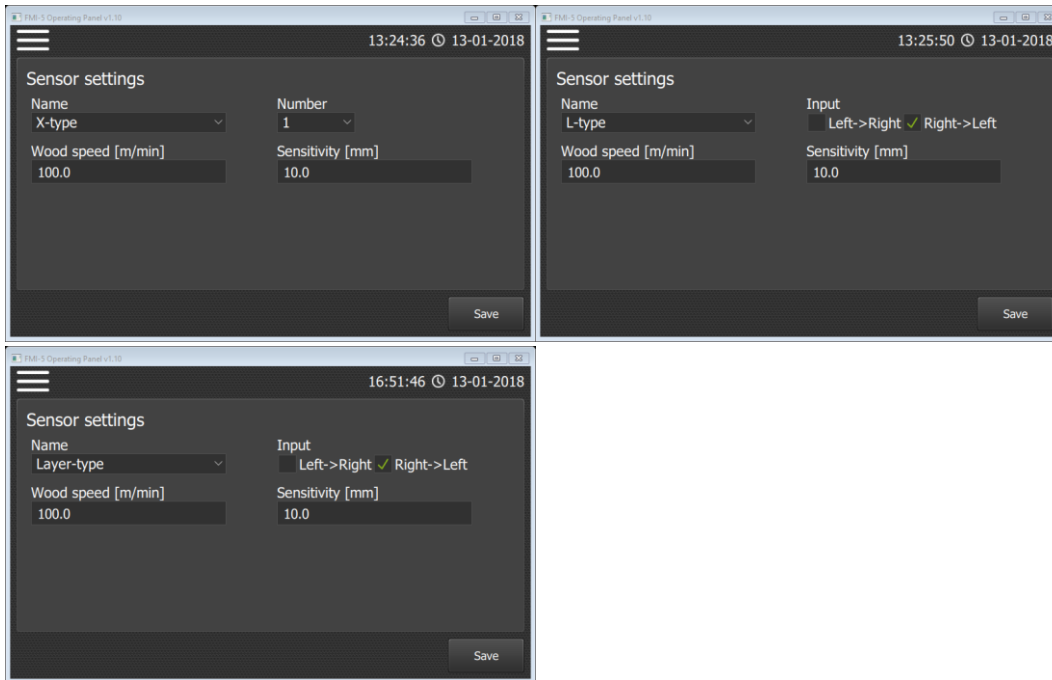 FMI-5 Operating Panel v1.10
13:24:36 13-01-2018
Sensor settings
Name Number
X-type 1
Wood speed [m/min] Sensitivity [mm]
100.0 10.0
Save
FMI-5 Operating Panel v1.10
13:25:50 13-01-2018
Sensor settings
Name Input
L-type Left->Right Right->Left
Wood speed [m/min] Sensitivity [mm]
100.0 10.0
Save
FMI-5 Operating Panel v1.10
16:51:46 13-01-2018
Sensor settings
Name Input
Layer-type Left->Right Right->Left
Wood speed [m/min] Sensitivity [mm]
100.0 10.0
Save